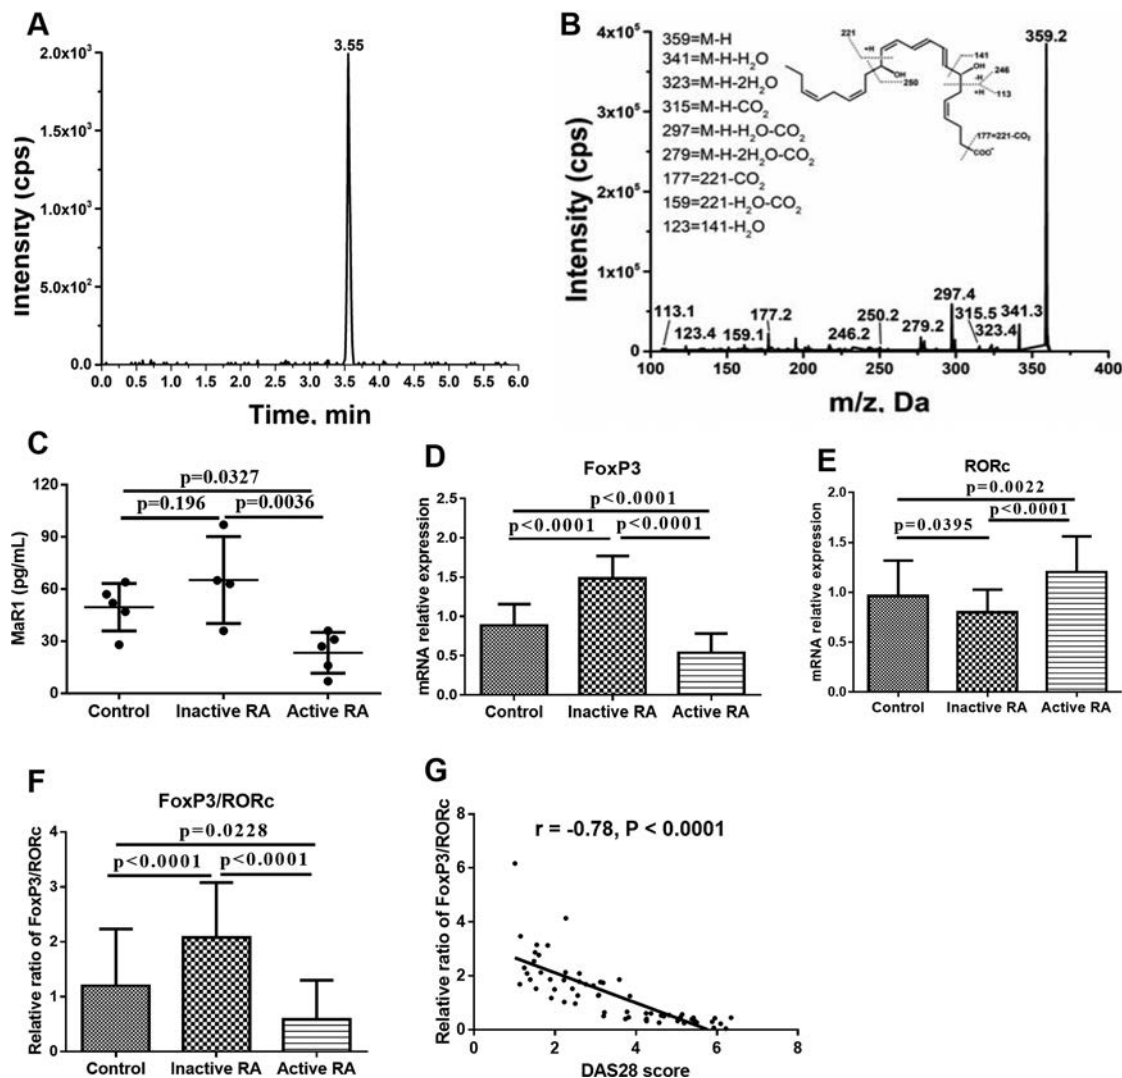 A
3.55
2.0x10³
1.5x10³
1.0x10³
5.0x10²
0.0
Intensity (cps)
0.0 0.5 1.0 1.5 2.0 2.5 3.0 3.5 4.0 4.5 5.0 5.5 6.0
Time, min
B
4x10⁵
3x10⁵
2x10⁵
1x10⁵
0
Intensity (cps)
359=M-H
341=M-H-H₂O
323=M-H-2H₂O
315=M-H-CO₂
297=M-H-H₂O-CO₂
279=M-H-2H₂O-CO₂
177=221-CO₂
159=221-H₂O-CO₂
123=141-H₂O
221
+H
OH
250
141
OH
-H
246
+H
113
177=221-CO₂
COO⁻
359.2
113.1
123.4
159.1
177.2
246.2
250.2
279.2
297.4
315.5
323.4
341.3
100 150 200 250 300 350 400
m/z, Da
C
p=0.0327
p=0.196 p=0.0036
120
90
60
30
0
MaR1 (pg/mL)
Control Inactive RA Active RA
D
FoxP3
p<0.0001
p<0.0001 p<0.0001
2.5
2.0
1.5
1.0
0.5
0.0
mRNA relative expression
Control Inactive RA Active RA
E
RORc
p=0.0022
p<0.0001
p=0.0395
2.0
1.5
1.0
0.5
0.0
mRNA relative expression
Control Inactive RA Active RA
F
FoxP3/RORc
p=0.0228
p<0.0001 p<0.0001
4
3
2
1
0
Relative ratio of FoxP3/RORc
Control Inactive RA Active RA
G
r = -0.78, P < 0.0001
8
6
4
2
0
Relative ratio of FoxP3/RORc
0 2 4 6 8
DAS28 score